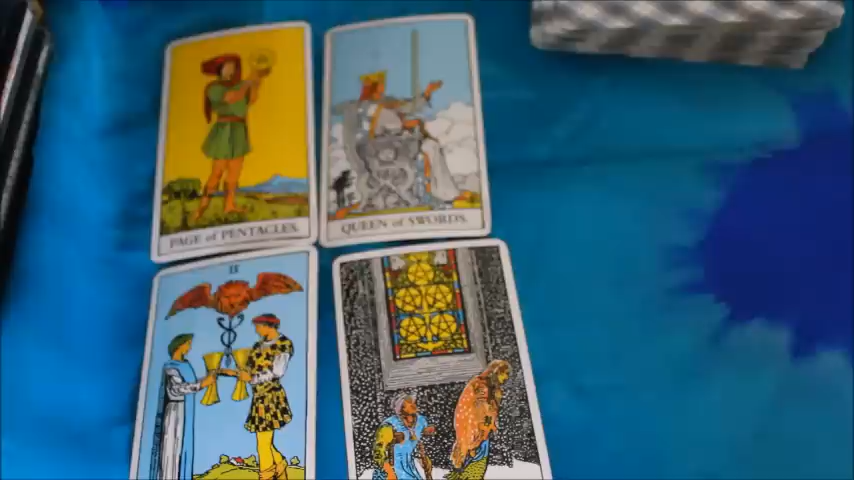 PAGE of PENTACLES.
QUEEN of SWORDS.
II